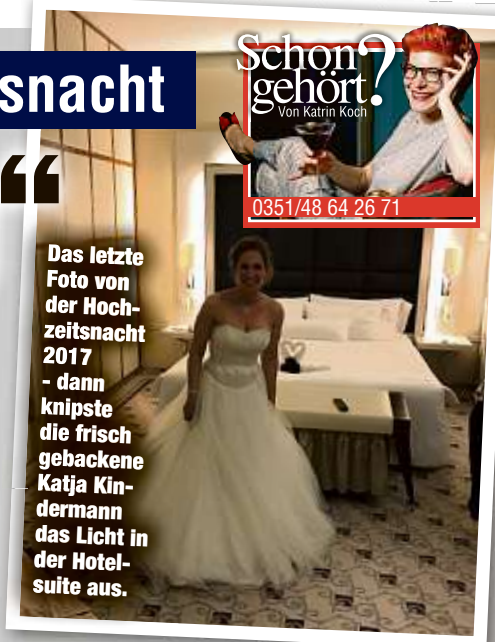 snacht
“
Schon
gehört?
Von Katrin Koch
0351/48 64 26 71
Das letzte
Foto von
der Hoch-
zeitsnacht
2017
- dann
knipste
die frisch
gebackene
Katja Kin-
dermann
das Licht in
der Hotel-
suite aus.